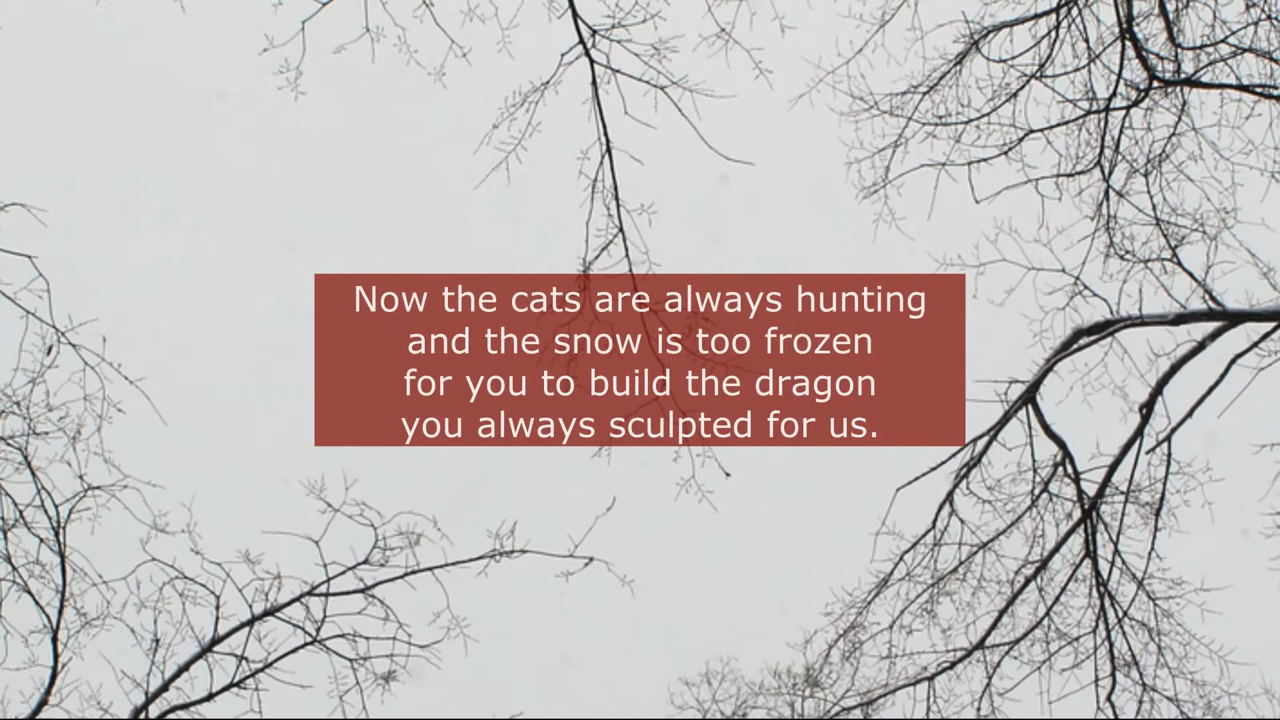 Now the cats are always hunting
and the snow is too frozen
for you to build the dragon
you always sculpted for us.